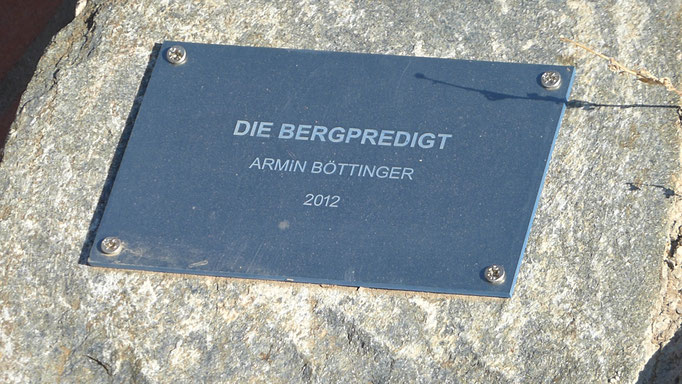 DIE BERGPREDIGT
ARMIN BÖTTINGER
2012